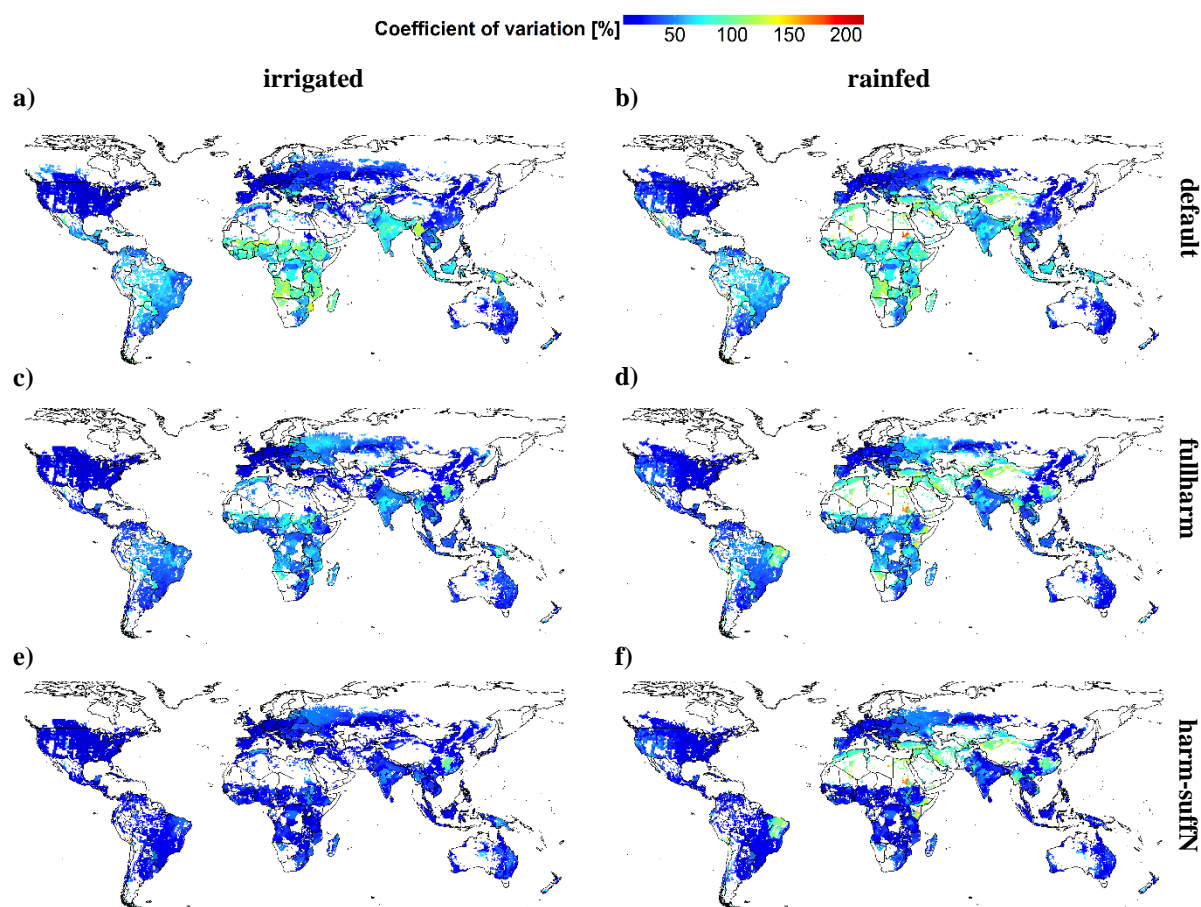 Coefficient of variation [%]
50 100 150 200
irrigated
rainfed
a)
b)
default
c)
d)
fullharm
e)
f)
harm-suffN